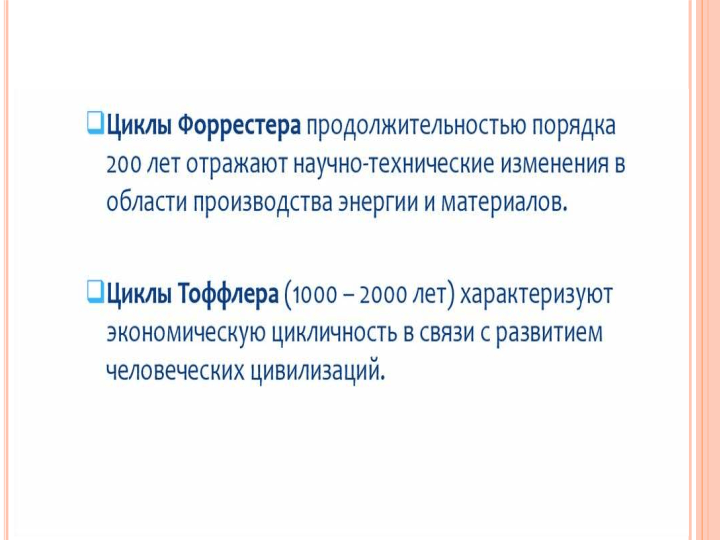 Циклы Форрестера продолжительностью порядка
200 лет отражают научно-технические изменения в
области производства энергии и материалов.
Циклы Тоффлера (1000 – 2000 лет) характеризуют
экономическую цикличность в связи с развитием
человеческих цивилизаций.